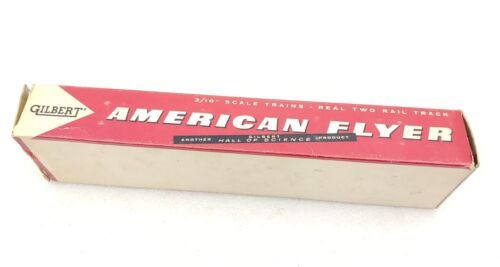 GILBERT®
3/16" SCALE TRAINS - REAL TWO RAIL TRACK
AMERICAN FLYER
ANOTHER GILBERT HALL OF SCIENCE PRODUCT